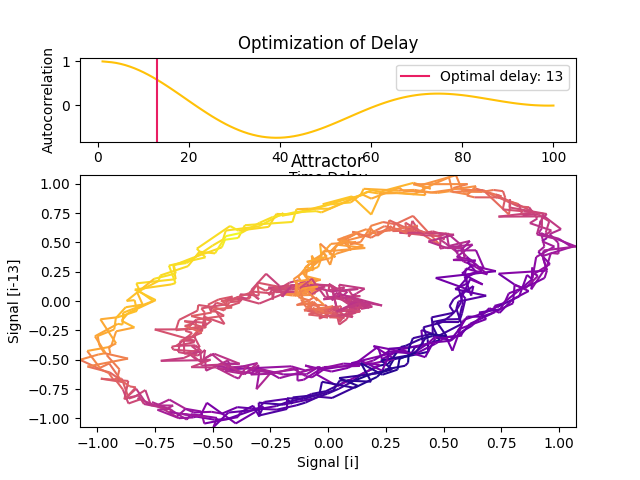 Optimization of Delay
Autocorrelation
1
0
Optimal delay: 13
0 20 40 60 80 100
Time Delay
Attractor
Signal [i-13]
1.00
0.75
0.50
0.25
0.00
−0.25
−0.50
−0.75
−1.00
−1.00 −0.75 −0.50 −0.25 0.00 0.25 0.50 0.75 1.00
Signal [i]